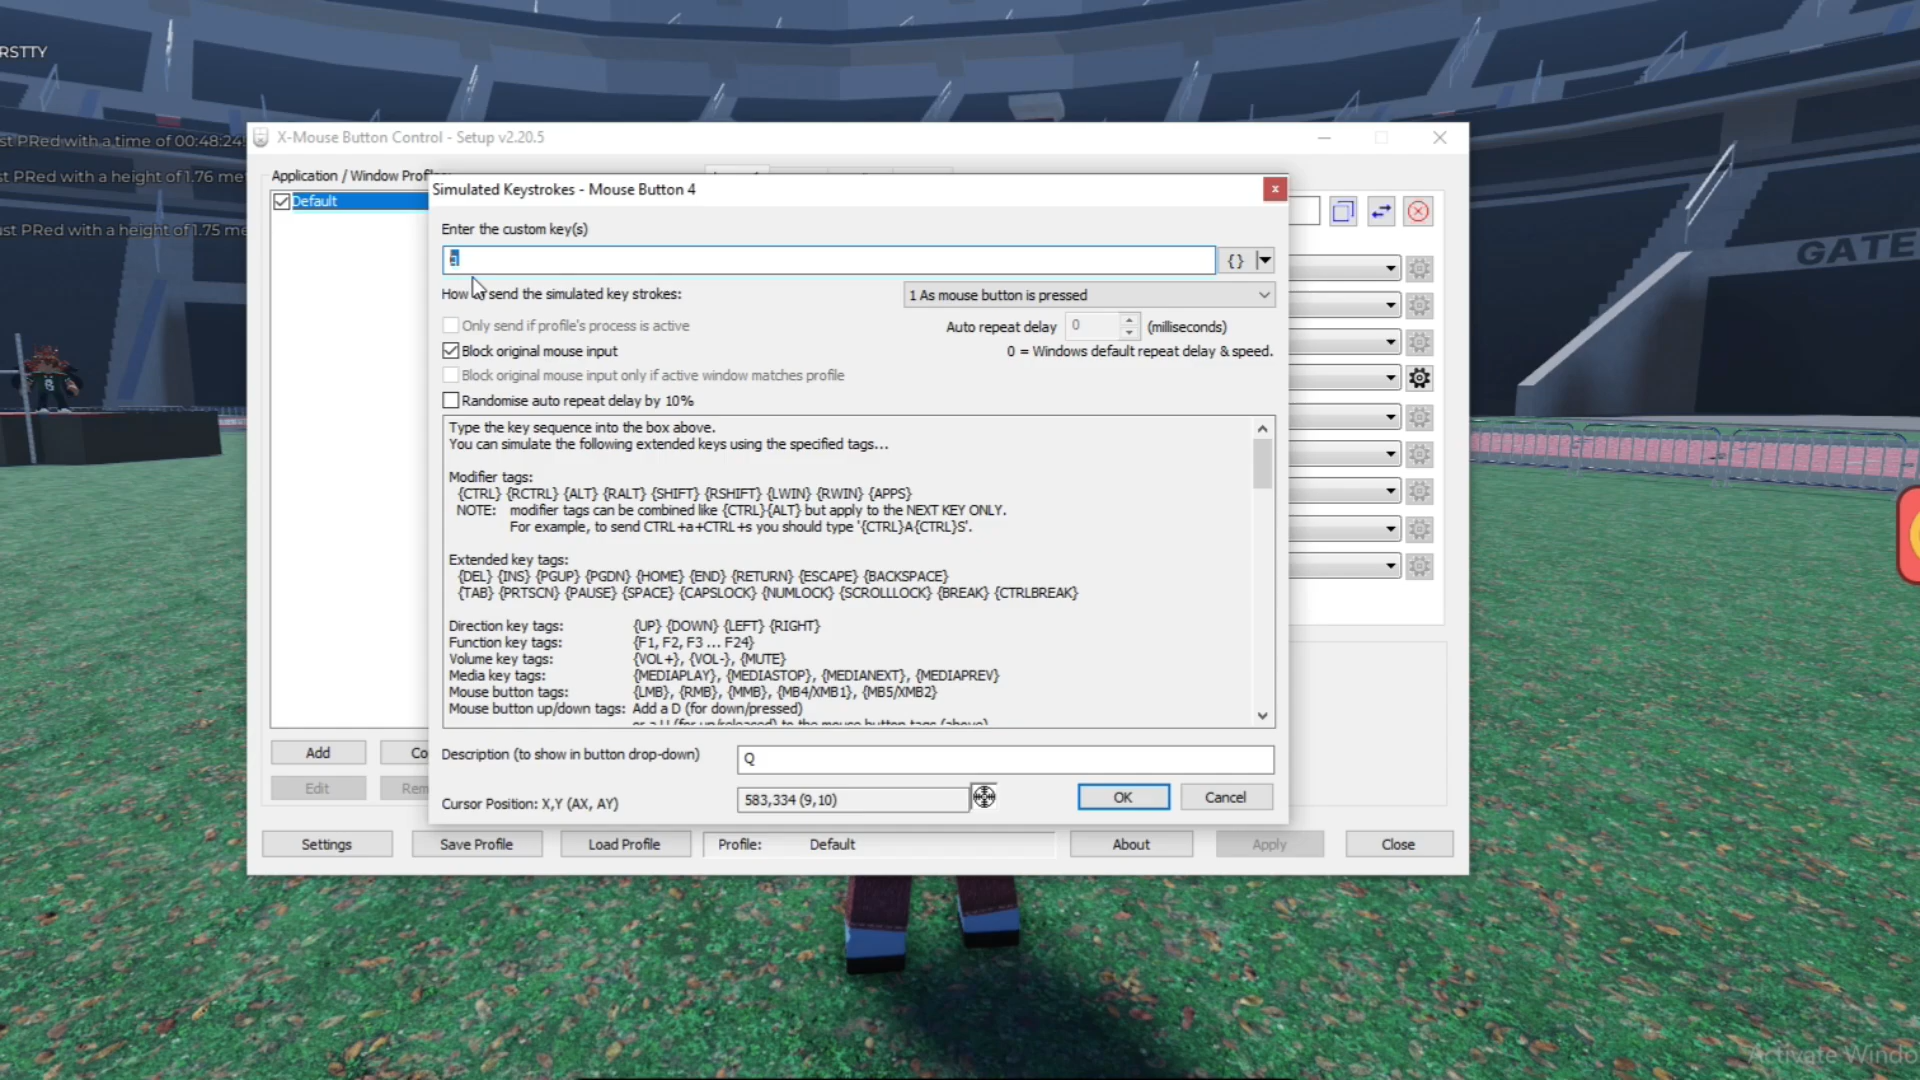 RSTTY
st PRed with a time of 00:48:24
st PRed with a height of 1.76 me
ust PRed with a height of 1.75 me
X-Mouse Button Control - Setup v2.20.5
Application / Window
Default
Simulated Keystrokes - Mouse Button 4
Enter the custom key(s)
{}
How send the simulated key strokes:
1 As mouse button is pressed
Only send if profile's process is active
Auto repeat delay 0 (milliseconds)
Block original mouse input
0 = Windows default repeat delay & speed.
Block original mouse input only if active window matches profile
Randomise auto repeat delay by 10%
Type the key sequence into the box above.
You can simulate the following extended keys using the specified tags...
Modifier tags:
{CTRL} {RCTRL} {ALT} {RALT} {SHIFT} {RSHIFT} {LWIN} {RWIN} {APPS}
NOTE: modifier tags can be combined like {CTRL}{ALT} but apply to the NEXT KEY ONLY.
For example, to send CTRL+a+CTRL+s you should type '{CTRL}A{CTRL}S'.
Extended key tags:
{DEL} {INS} {PGUP} {PGDN} {HOME} {END} {RETURN} {ESCAPE} {BACKSPACE}
{TAB} {PRTSCN} {PAUSE} {SPACE} {CAPSLOCK} {NUMLOCK} {SCROLLLOCK} {BREAK} {CTRLBREAK}
Direction key tags: {UP} {DOWN} {LEFT} {RIGHT}
Function key tags: {F1, F2, F3 ... F24}
Volume key tags: {VOL+}, {VOL-}, {MUTE}
Media key tags: {MEDIAPLAY}, {MEDIASTOP}, {MEDIANEXT}, {MEDIAPREV}
Mouse button tags: {LMB}, {RMB}, {MMB}, {MB4/XMB1}, {MB5/XMB2}
Mouse button up/down tags: Add a D (for down/pressed)
or a U (for up/released) to the mouse button tags (above)
Description (to show in button drop-down) Q
Cursor Position: X,Y (AX, AY) 583,334 (9,10)
OK
Cancel
Add
Co
Edit
Rem
Settings
Save Profile
Load Profile
Profile: Default
About
Apply
Close
GATE
8
Activate Windo